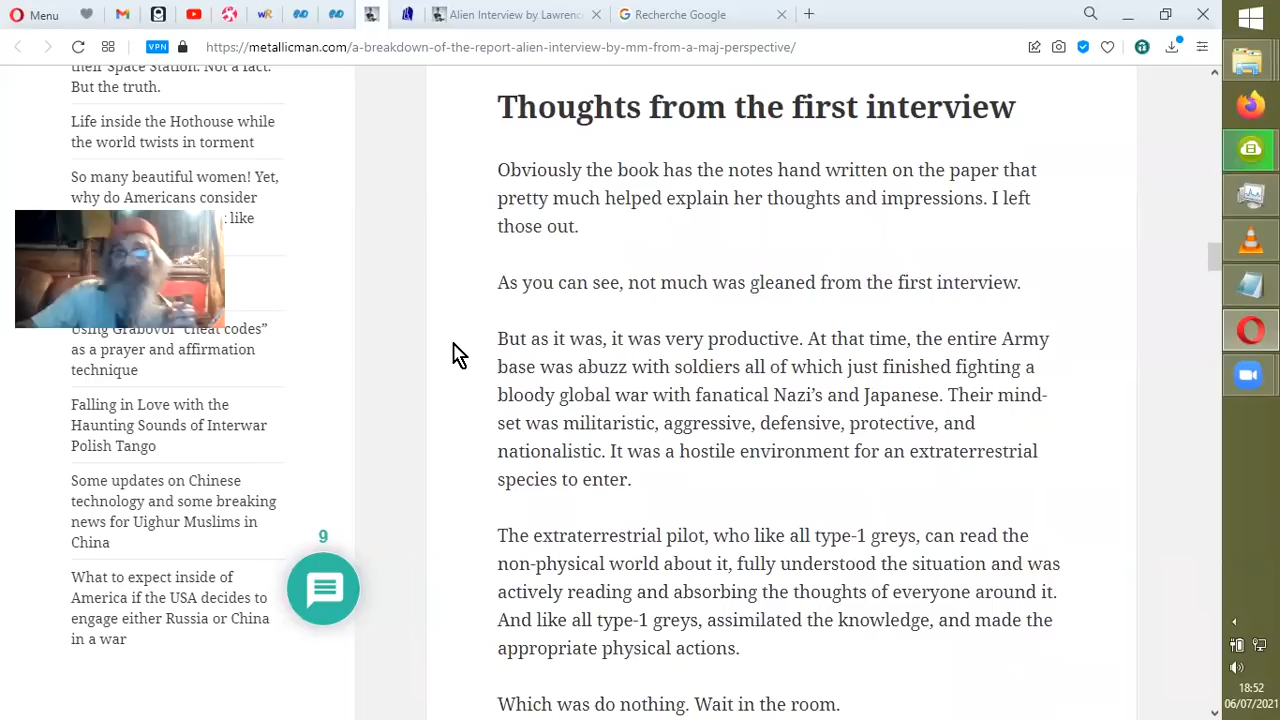 Menu
Alien Interview by Lawrenc
Recherche Google
VPN
https://metallicman.com/a-breakdown-of-the-report-alien-interview-by-mm-from-a-maj-perspective/
their Space Station. Not a fact.
But the truth.
Life inside the Hothouse while
the world twists in torment
So many beautiful women! Yet,
why do Americans consider
like
Using Grabovoi “cheat codes”
as a prayer and affirmation
technique
Falling in Love with the
Haunting Sounds of Interwar
Polish Tango
Some updates on Chinese
technology and some breaking
news for Uighur Muslims in
China
What to expect inside of
America if the USA decides to
engage either Russia or China
in a war
9
Thoughts from the first interview
Obviously the book has the notes hand written on the paper that
pretty much helped explain her thoughts and impressions. I left
those out.
As you can see, not much was gleaned from the first interview.
But as it was, it was very productive. At that time, the entire Army
base was abuzz with soldiers all of which just finished fighting a
bloody global war with fanatical Nazi’s and Japanese. Their mind-
set was militaristic, aggressive, defensive, protective, and
nationalistic. It was a hostile environment for an extraterrestrial
species to enter.
The extraterrestrial pilot, who like all type-1 greys, can read the
non-physical world about it, fully understood the situation and was
actively reading and absorbing the thoughts of everyone around it.
And like all type-1 greys, assimilated the knowledge, and made the
appropriate physical actions.
Which was do nothing. Wait in the room.
18:52
06/07/2021